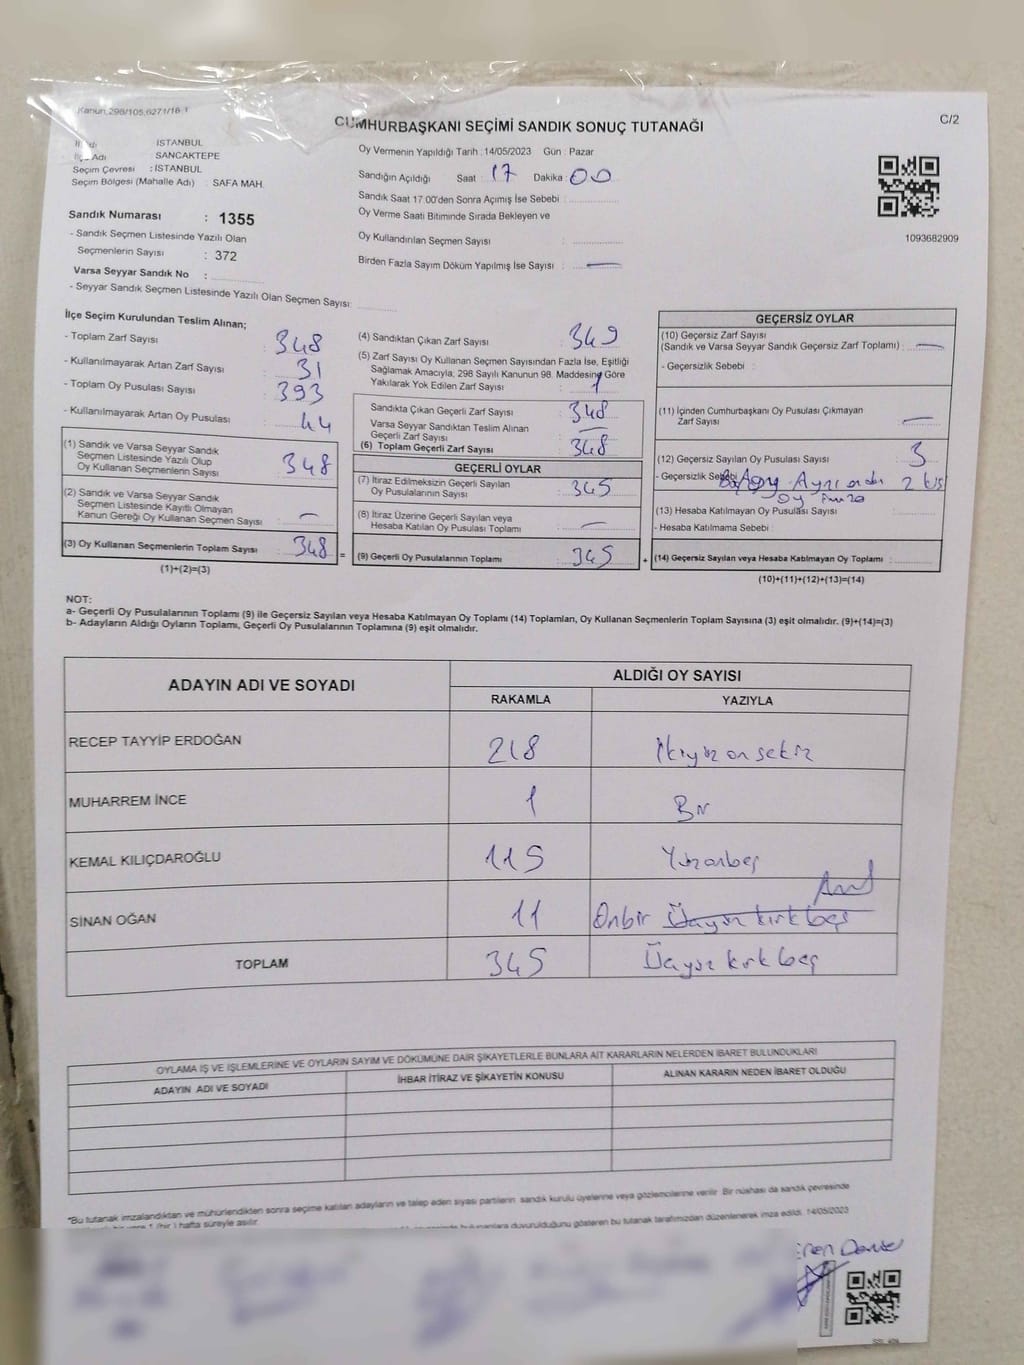 Kanun,298/105,6271/18.1
CUMHURBAŞKANI SEÇİMİ SANDIK SONUÇ TUTANAĞI
C/2
İSTANBUL
İlçe Adı SANCAKTEPE
Seçim Çevresi : İSTANBUL
Seçim Bölgesi (Mahalle Adı) : SAFA MAH.
Sandık Numarası : 1355
- Sandık Seçmen Listesinde Yazılı Olan
Seçmenlerin Sayısı : 372
Varsa Seyyar Sandık No :
- Seyyar Sandık Seçmen Listesinde Yazılı Olan Seçmen Sayısı:
Oy Vermenin Yapıldığı Tarih :14/05/2023 Gün : Pazar
Sandığın Açıldığı Saat : 17 Dakika : 00
Sandık Saat 17.00'den Sonra Açımış İse Sebebi :
Oy Verme Saati Bitiminde Sırada Bekleyen ve
Oy Kullandırılan Seçmen Sayısı :
Birden Fazla Sayım Döküm Yapılmış İse Sayısı : —
1093682909
İlçe Seçim Kurulundan Teslim Alınan;
- Toplam Zarf Sayısı : 348
- Kullanılmayarak Artan Zarf Sayısı : 31
- Toplam Oy Pusulası Sayısı : 393
- Kullanılmayarak Artan Oy Pusulası : 44
(1) Sandık ve Varsa Seyyar Sandık
Seçmen Listesinde Yazılı Olup
Oy Kullanan Seçmenlerin Sayısı : 348
(2) Sandık ve Varsa Seyyar Sandık
Seçmen Listesinde Kayıtlı Olmayan
Kanun Gereği Oy Kullanan Seçmen Sayısı : —
(3) Oy Kullanan Seçmenlerin Toplam Sayısı : 348 =
(1)+(2)=(3)
(4) Sandıktan Çıkan Zarf Sayısı : 349
(5) Zarf Sayısı Oy Kullanan Seçmen Sayısından Fazla İse, Eşitliği
Sağlamak Amacıyla, 298 Sayılı Kanunun 98. Maddesine Göre
Yakılarak Yok Edilen Zarf Sayısı : 1
Sandıkta Çıkan Geçerli Zarf Sayısı : 348
Varsa Seyyar Sandıktan Teslim Alınan
Geçerli Zarf Sayısı : —
(6) Toplam Geçerli Zarf Sayısı : 348
GEÇERLİ OYLAR
(7) İtiraz Edilmeksizin Geçerli Sayılan
Oy Pusulalarının Sayısı : 345
(8) İtiraz Üzerine Geçerli Sayılan veya
Hesaba Katılan Oy Pusulası Toplamı : —
(9) Geçerli Oy Pusulalarının Toplamı : 345 +
GEÇERSİZ OYLAR
(10) Geçersiz Zarf Sayısı
(Sandık ve Varsa Seyyar Sandık Geçersiz Zarf Toplamı) : —
- Geçersizlik Sebebi :
(11) İçinden Cumhurbaşkanı Oy Pusulası Çıkmayan
Zarf Sayısı : —
(12) Geçersiz Sayılan Oy Pusulası Sayısı : 3
- Geçersizlik Sebebi Aynı 2
oy
(13) Hesaba Katılmayan Oy Pusulası Sayısı :
- Hesaba Katılmama Sebebi :
(14) Geçersiz Sayılan veya Hesaba Katılmayan Oy Toplamı :
(10)+(11)+(12)+(13)=(14)
NOT:
a- Geçerli Oy Pusulalarının Toplamı (9) ile Geçersiz Sayılan veya Hesaba Katılmayan Oy Toplamı (14) Toplamları, Oy Kullanan Seçmenlerin Toplam Sayısına (3) eşit olmalıdır. (9)+(14)=(3)
b- Adayların Aldığı Oyların Toplamı, Geçerli Oy Pusulalarının Toplamına (9) eşit olmalıdır.
ADAYIN ADI VE SOYADI ALDIĞI OY SAYISI
RAKAMLA YAZIYLA
RECEP TAYYİP ERDOĞAN 218 İkiyüzonsekiz
MUHARREM İNCE 1 Bir
KEMAL KILIÇDAROĞLU 115 Yüzonbeş
SİNAN OĞAN 11 Onbir Üçyüzkırkbeş
TOPLAM 345 Üçyüzkırkbeş
OYLAMA İŞ VE İŞLEMLERİNE VE OYLARIN SAYIM VE DÖKÜMÜNE DAİR ŞİKAYETLERLE BUNLARA AİT KARARLARIN NELERDEN İBARET BULUNDUKLARI
ADAYIN ADI VE SOYADI İHBAR İTİRAZ VE ŞİKAYETİN KONUSU ALINAN KARARIN NEDEN İBARET OLDUĞU
*Bu tutanak imzalandıktan ve mühürlendikten sonra seçime katılan adayların ve talep eden siyasi partilerin sandık kurulu üyelerine veya gözlemcilerine verilir. Bir nüshası da sandık çevresinde
1 (bir) hafta süreyle asılır.
bulunanlara duyurulduğunu gösteren bu tutanak tarafımızdan düzenlenerek imza edildi. 14/05/2023